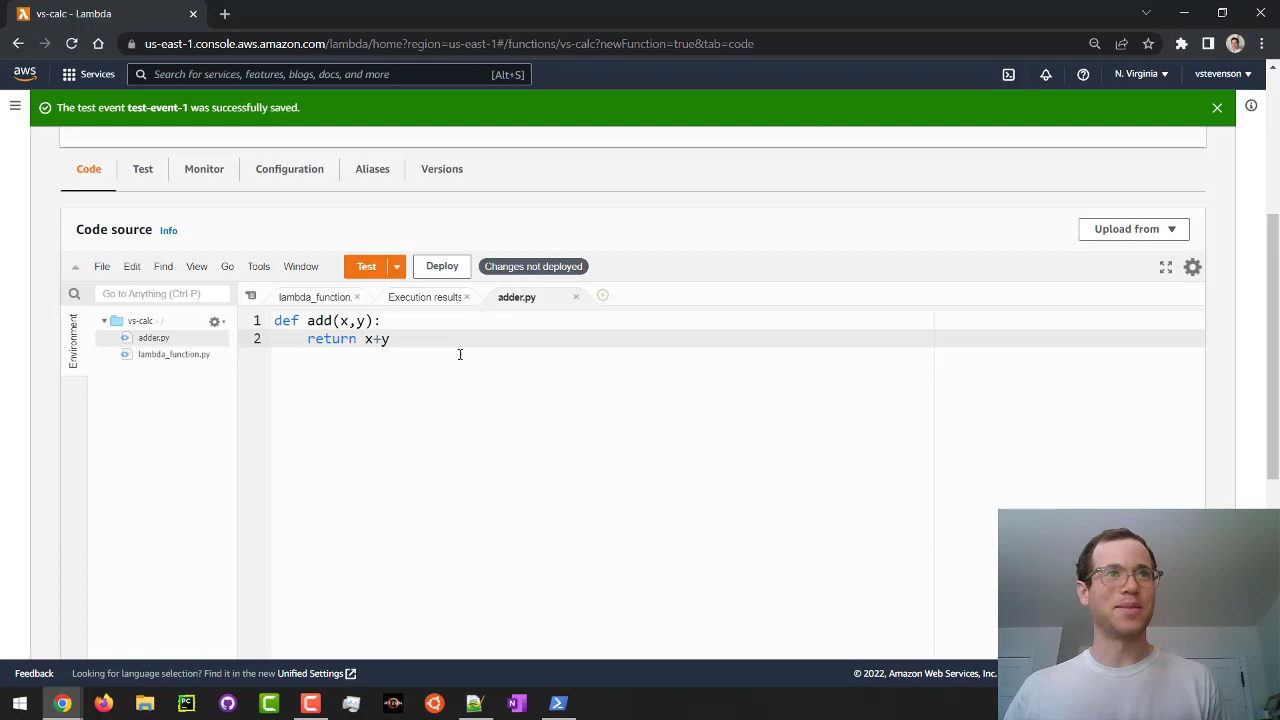 vs-calc - Lambda
us-east-1.console.aws.amazon.com/lambda/home?region=us-east-1#/functions/vs-calc?newFunction=true&tab=code
aws Services Search for services, features, blogs, docs, and more [Alt+S] N. Virginia vstevenson
The test event test-event-1 was successfully saved.
Code Test Monitor Configuration Aliases Versions
Code source Info Upload from
File Edit Find View Go Tools Window Test Deploy Changes not deployed
Go to Anything (Ctrl-P) lambda_function. Execution results adder.py
Environment
vs-calc - /
adder.py
lambda_function.py
1 def add(x,y):
2 return x+y
Feedback Looking for language selection? Find it in the new Unified Settings © 2022, Amazon Web Services, Inc.
PC
RYZEN